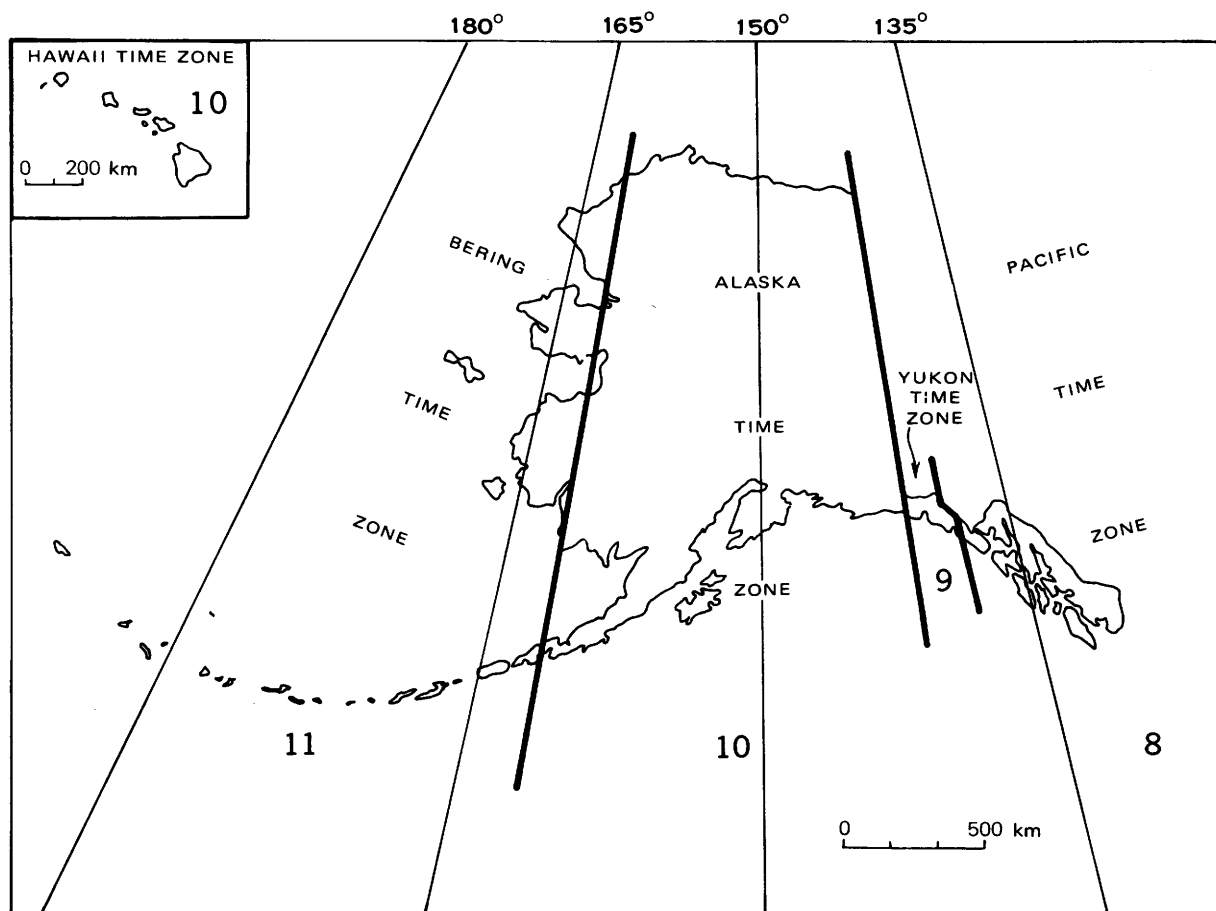 180° 165° 150° 135°
HAWAII TIME ZONE
10
0 200 km
BERING
TIME
ZONE
ALASKA
TIME
ZONE
PACIFIC
TIME
ZONE
YUKON
TIME
ZONE
9
11
10
8
0 500 km